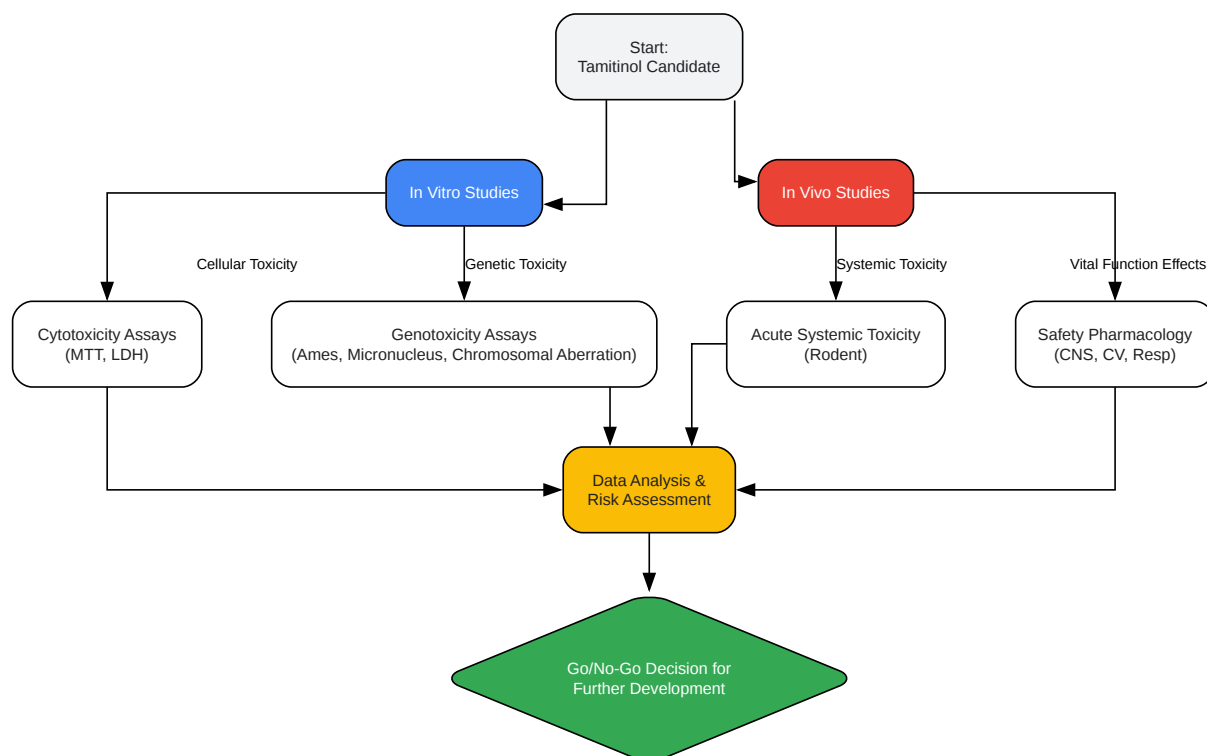 Start:
Tamitinol Candidate
In Vitro Studies
In Vivo Studies
Cellular Toxicity
Genetic Toxicity
Systemic Toxicity
Vital Function Effects
Cytotoxicity Assays
(MTT, LDH)
Genotoxicity Assays
(Ames, Micronucleus, Chromosomal Aberration)
Acute Systemic Toxicity
(Rodent)
Safety Pharmacology
(CNS, CV, Resp)
Data Analysis &
Risk Assessment
Go/No-Go Decision for
Further Development